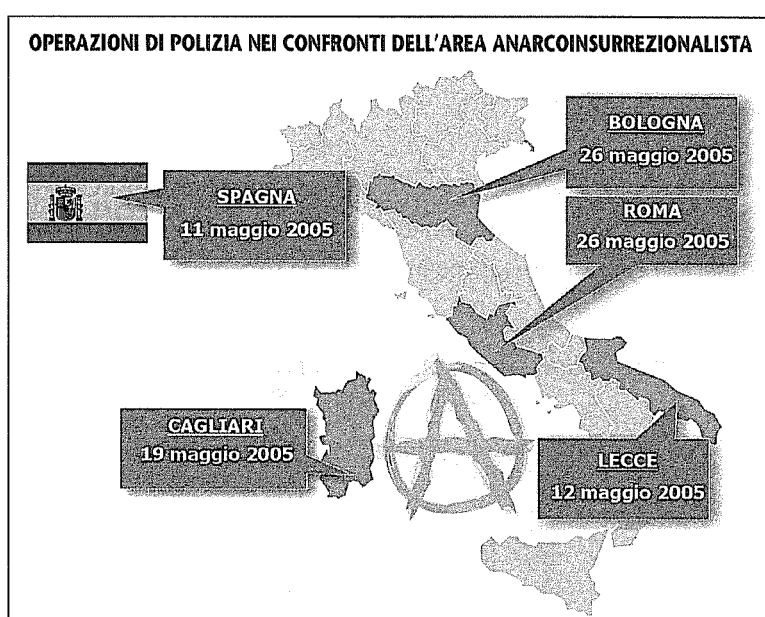 OPERAZIONI DI POLIZIA NEI CONFRONTI DELL'AREA ANARCOINSURREZIONALISTA
BOLOGNA
26 maggio 2005
SPAGNA
11 maggio 2005
ROMA
26 maggio 2005
CAGLIARI
19 maggio 2005
LECCE
12 maggio 2005